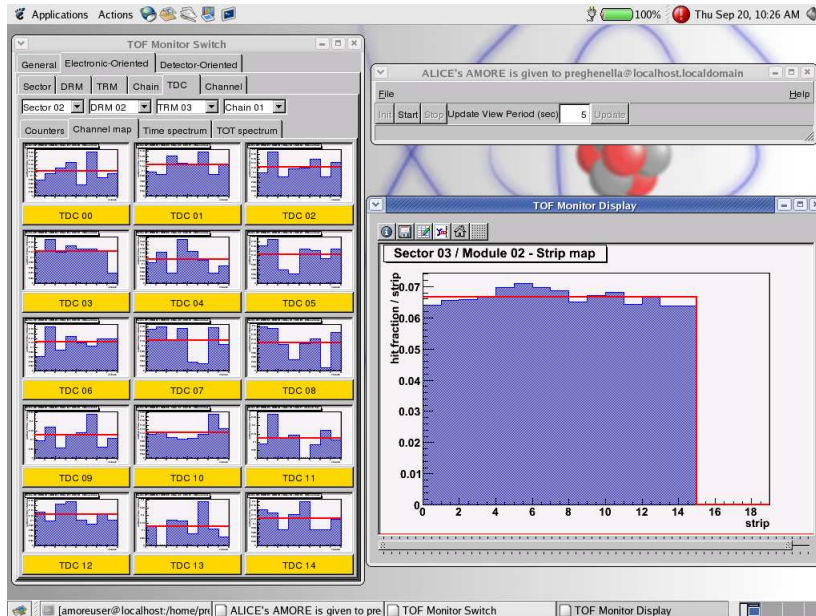 Applications Actions 100% Thu Sep 20, 10:26 AM
TOF Monitor Switch
General Electronic-Oriented Detector-Oriented
Sector DRM TRM Chain TDC Channel
Sector 02 DRM 02 TRM 03 Chain 01
Counters Channel map Time spectrum TOT spectrum
TDC 00 TDC 01 TDC 02
TDC 03 TDC 04 TDC 05
TDC 06 TDC 07 TDC 08
TDC 09 TDC 10 TDC 11
TDC 12 TDC 13 TDC 14
ALICE's AMORE is given to preghenella@localhost.localdomain
File Help
Init Start Stop Update View Period (sec) 5 Update
TOF Monitor Display
Sector 03 / Module 02 - Strip map
hit fraction / strip
0.07
0.06
0.05
0.04
0.03
0.02
0.01
0
0 2 4 6 8 10 12 14 16 18
strip
[amoreuser@localhost:/home/pre ALICE's AMORE is given to pre TOF Monitor Switch TOF Monitor Display